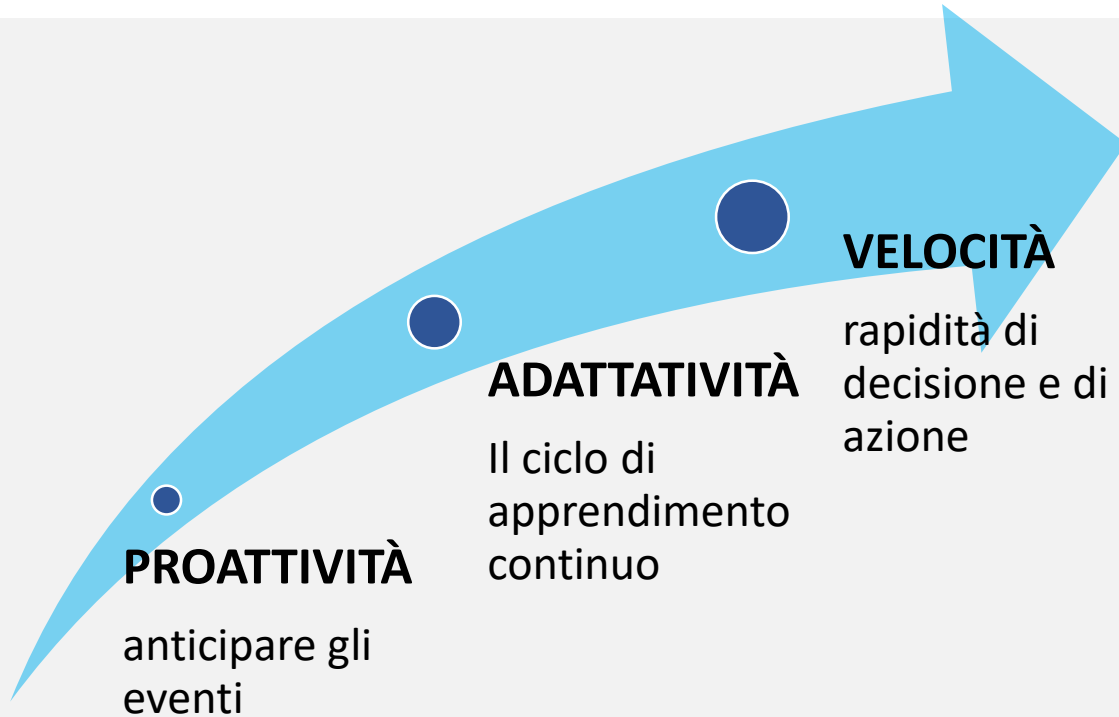 PROATTIVITÀ
anticipare gli
eventi
ADATTATIVITÀ
Il ciclo di
apprendimento
continuo
VELOCITÀ
rapidità di
decisione e di
azione